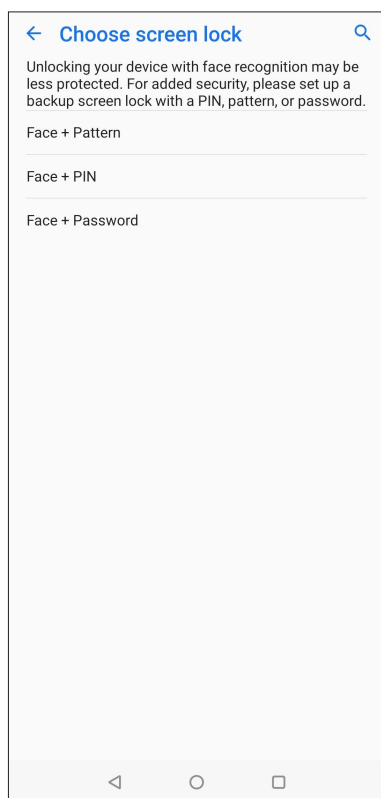 Choose screen lock
Unlocking your device with face recognition may be
less protected. For added security, please set up a
backup screen lock with a PIN, pattern, or password.
Face + Pattern
Face + PIN
Face + Password